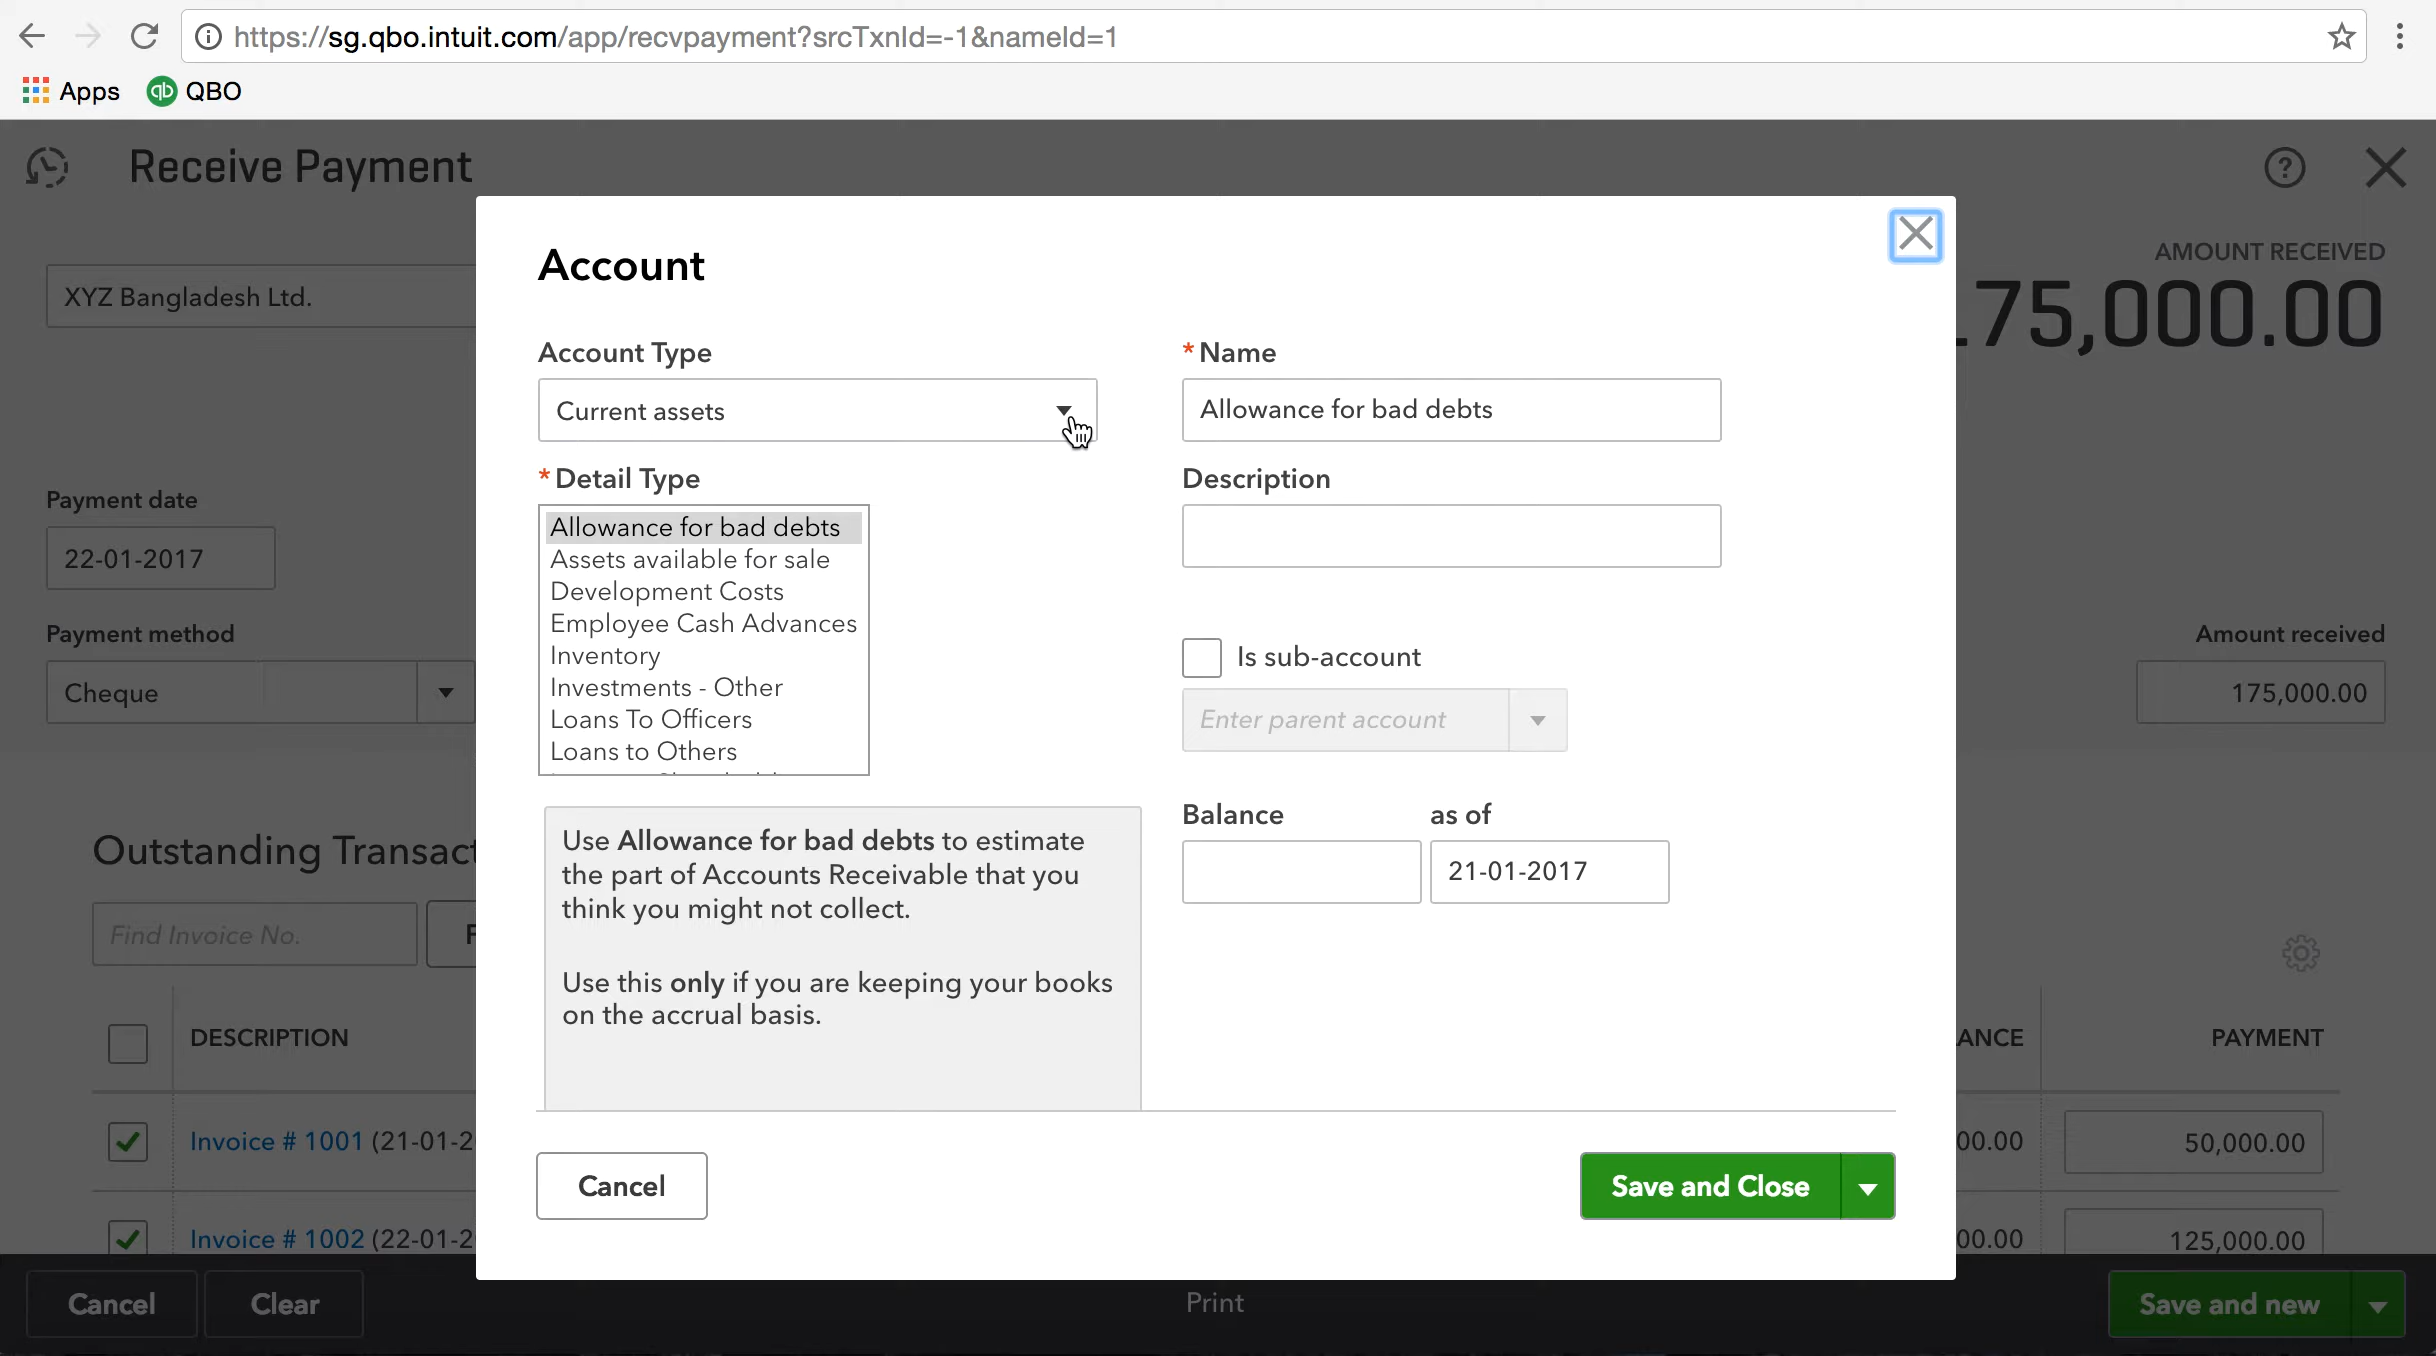 https://sg.qbo.intuit.com/app/recvpayment?srcTxnId=-1&nameId=1
Apps
qb QBO
Receive Payment
?
AMOUNT RECEIVED
175,000.00
XYZ Bangladesh Ltd.
Payment date
22-01-2017
Payment method
Cheque
Amount received
175,000.00
Outstanding Transact
Find Invoice No.
F
DESCRIPTION
ANCE
PAYMENT
Invoice # 1001 (21-01-2
00.00
50,000.00
Invoice # 1002 (22-01-2
00.00
125,000.00
Cancel
Clear
Print
Save and new
Account
Account Type
Current assets
* Detail Type
Allowance for bad debts
Assets available for sale
Development Costs
Employee Cash Advances
Inventory
Investments - Other
Loans To Officers
Loans to Others
Use Allowance for bad debts to estimate
the part of Accounts Receivable that you
think you might not collect.
Use this only if you are keeping your books
on the accrual basis.
* Name
Allowance for bad debts
Description
Is sub-account
Enter parent account
Balance
as of
21-01-2017
Cancel
Save and Close